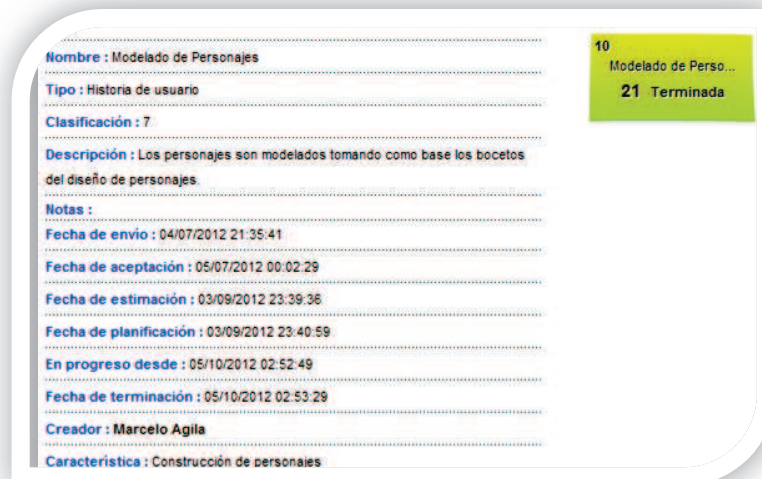 Nombre : Modelado de Personajes
Tipo : Historia de usuario
Clasificación : 7
Descripción : Los personajes son modelados tomando como base los bocetos
del diseño de personajes.
Notas :
Fecha de envío : 04/07/2012 21:35:41
Fecha de aceptación : 05/07/2012 00:02:29
Fecha de estimación : 03/09/2012 23:39:36
Fecha de planificación : 03/09/2012 23:40:59
En progreso desde : 05/10/2012 02:52:49
Fecha de terminación : 05/10/2012 02:53:29
Creador : Marcelo Agila
Característica : Construcción de personajes
10
Modelado de Perso...
21 Terminada